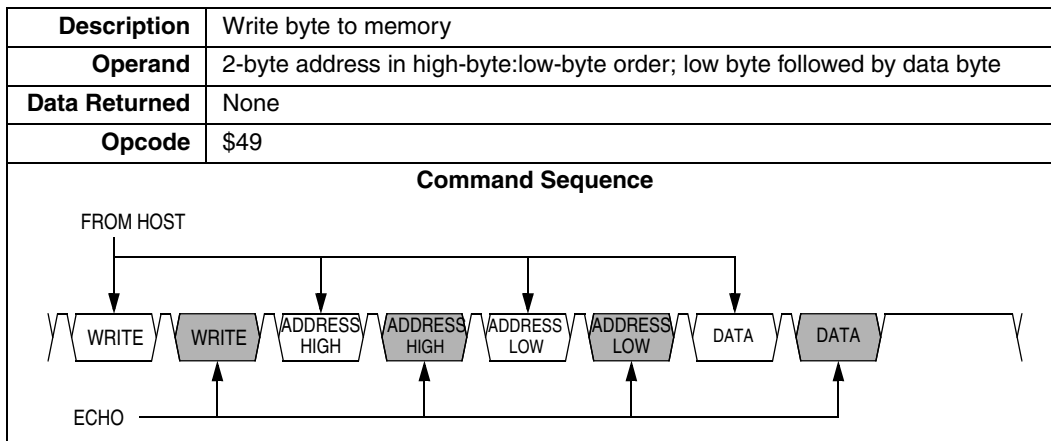 Description Write byte to memory
Operand 2-byte address in high-byte:low-byte order; low byte followed by data byte
Data Returned None
Opcode $49
Command Sequence
FROM HOST
WRITE WRITE ADDRESS HIGH ADDRESS HIGH ADDRESS LOW ADDRESS LOW DATA DATA
ECHO